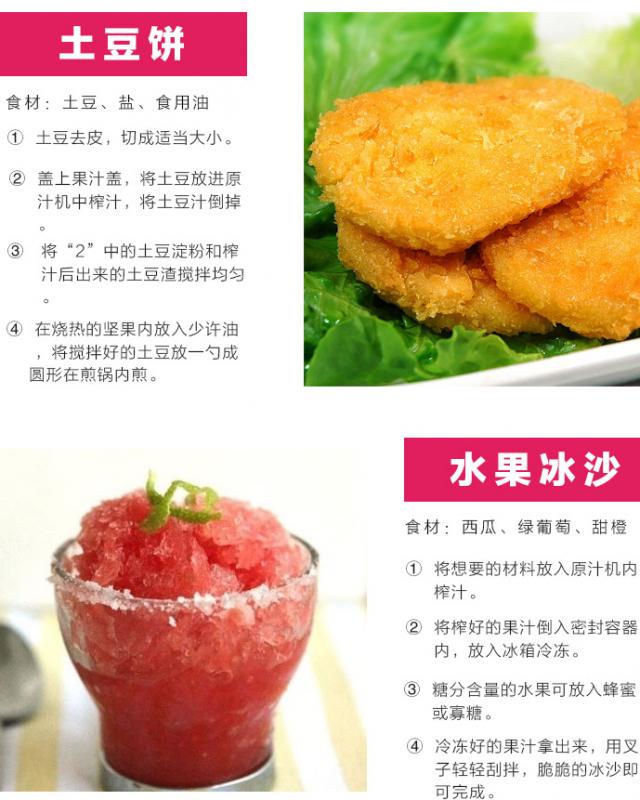 土豆饼
食材：土豆、盐、食用油
① 土豆去皮，切成适当大小。
② 盖上果汁盖，将土豆放进原
汁机中榨汁，将土豆汁倒掉
。
③ 将“2”中的土豆淀粉和榨
汁后出来的土豆渣搅拌均匀
。
④ 在烧热的坚果内放入少许油
，将搅拌好的土豆放一勺成
圆形在煎锅内煎。
水果冰沙
食材：西瓜、绿葡萄、甜橙
① 将想要的材料放入原汁机内
榨汁。
② 将榨好的果汁倒入密封容器
内，放入冰箱冷冻。
③ 糖分含量的水果可放入蜂蜜
或寡糖。
④ 冷冻好的果汁拿出来，用叉
子轻轻刮拌，脆脆的冰沙即
可完成。